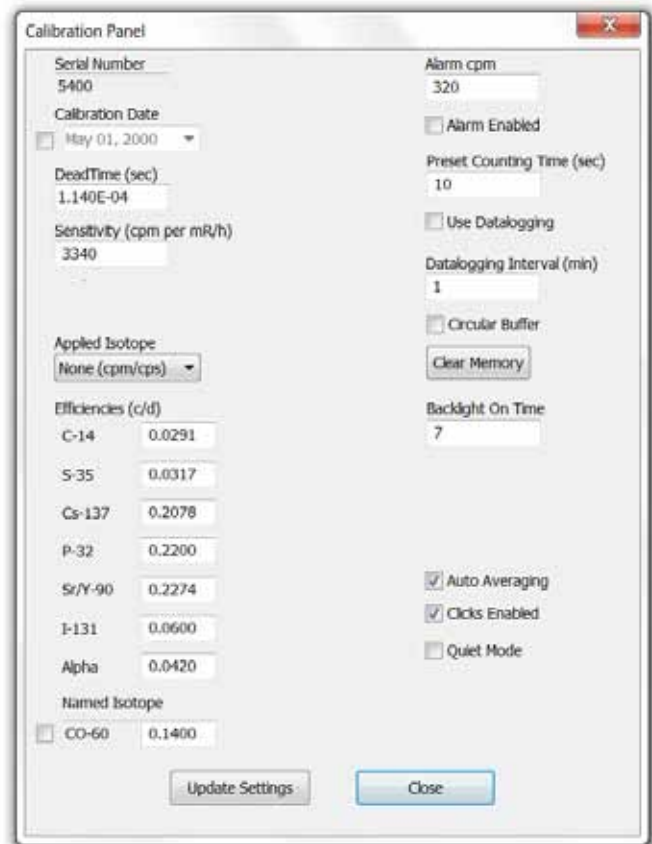 Calibration Panel
Serial Number
5400
Calibration Date
May 01, 2000
DeadTime (sec)
1.140E-04
Sensitivity (cpm per mR/h)
3340
Applied Isotope
None (cpm/cps)
Efficiencies (c/d)
C-14 0.0291
S-35 0.0317
Cs-137 0.2078
P-32 0.2200
Sr/Y-90 0.2274
I-131 0.0600
Alpha 0.0420
Named Isotope
CO-60 0.1400
Alarm cpm
320
Alarm Enabled
Preset Counting Time (sec)
10
Use Datalogging
Datalogging Interval (min)
1
Circular Buffer
Clear Memory
Backlight On Time
7
Auto Averaging
Clicks Enabled
Quiet Mode
Update Settings
Close